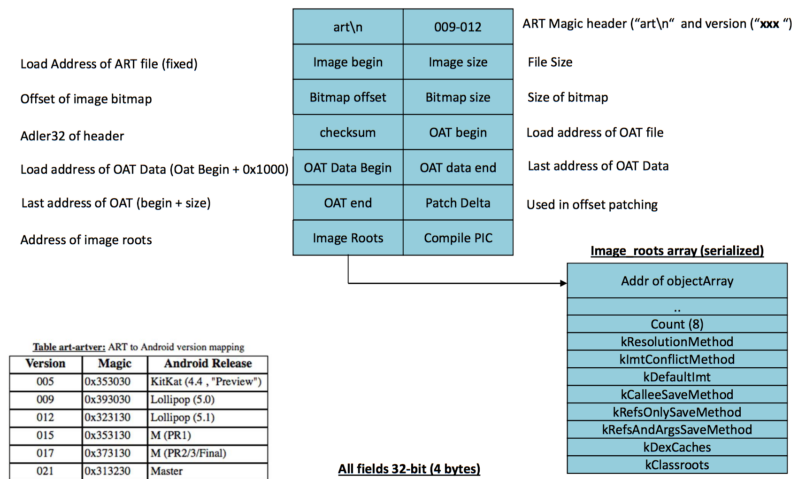 art\n 009-012 ART Magic header (“art\n“ and version (“xxx “)
Load Address of ART file (fixed) Image begin Image size File Size
Offset of image bitmap Bitmap offset Bitmap size Size of bitmap
Adler32 of header checksum OAT begin Load address of OAT file
Load address of OAT Data (Oat Begin + 0x1000) OAT Data Begin OAT data end Last address of OAT Data
Last address of OAT (begin + size) OAT end Patch Delta Used in offset patching
Address of image roots Image Roots Compile PIC
Image_roots array (serialized)
Addr of objectArray
..
Count (8)
kResolutionMethod
kImtConflictMethod
kDefaultImt
kCalleeSaveMethod
kRefsOnlySaveMethod
kRefsAndArgsSaveMethod
kDexCaches
kClassroots
Table art-artver: ART to Android version mapping
Version Magic Android Release
005 0x353030 KitKat (4.4 , "Preview")
009 0x393030 Lollipop (5.0)
012 0x323130 Lollipop (5.1)
015 0x353130 M (PR1)
017 0x373130 M (PR2/3/Final)
021 0x313230 Master
All fields 32-bit (4 bytes)